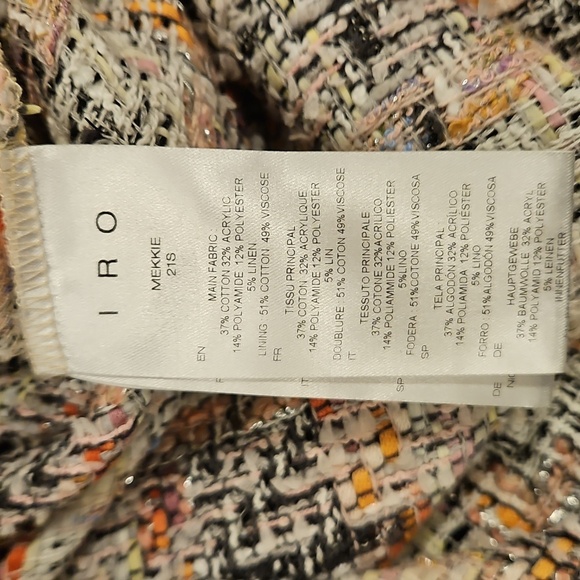 IRO
MEKKIE
21S
EN
MAIN FABRIC
37% COTTON 32% ACRYLIC
14% POLYAMIDE 12% POLYESTER
5% LINEN
LINING 51% COTTON 49% VISCOSE
FR
TISSU PRINCIPAL
37% COTON 32% ACRYLIQUE
14% POLYAMIDE 12% POLYESTER
5% LIN
DOUBLURE 51% COTON 49%VISCOSE
IT
TESSUTO PRINCIPALE
37% COTONE 32%ACRILICO
14% POLIAMMIDE 12% POLIESTER
5%LINO
FODERA 51%COTONE 49%VISCOSA
SP
TELA PRINCIPAL
37% ALGODON 32% ACRÍLICO
14% POLIAMIDA 12% POLIÉSTER
5%
FORRO 51%ALGODÓN 49%VISCOSA
DE
HAUPTGEWEBE
37% BAUMWOLLE 32% ACRYL
14% POLYAMID 12% POLYESTER
5% LEINEN
INNENFUTTER